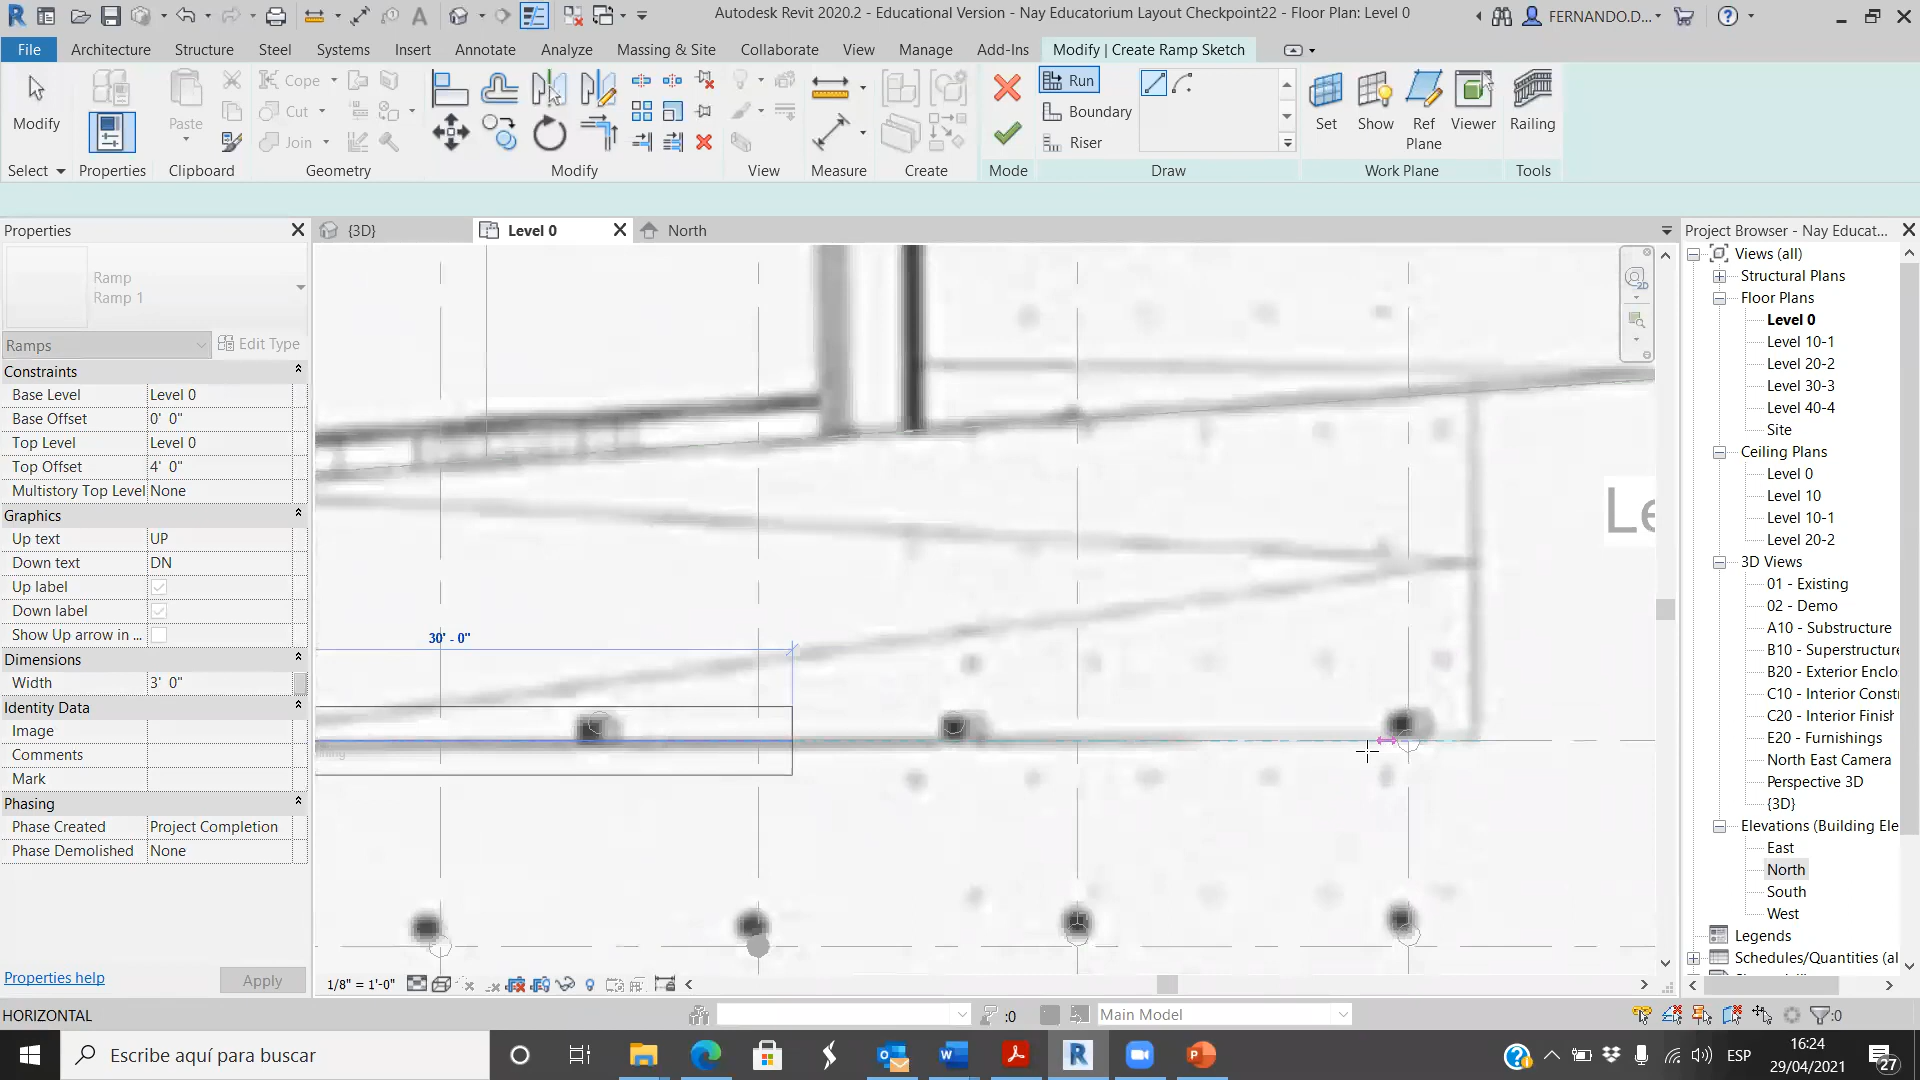 Autodesk Revit 2020.2 - Educational Version - Nay Educatorium Layout Checkpoint22 - Floor Plan: Level 0
FERNANDO.D...
File Architecture Structure Steel Systems Insert Annotate Analyze Massing & Site Collaborate View Manage Add-Ins Modify | Create Ramp Sketch
Modify
Paste
Cope
Cut
Join
Run
Boundary
Riser
Set
Show
Ref Plane
Viewer
Railing
Select Properties Clipboard Geometry Modify View Measure Create Mode Draw Work Plane Tools
Properties
Ramp
Ramp 1
Ramps
Edit Type
Constraints
Base Level Level 0
Base Offset 0' 0"
Top Level Level 0
Top Offset 4' 0"
Multistory Top Level None
Graphics
Up text UP
Down text DN
Up label
Down label
Show Up arrow in ...
Dimensions
Width 3' 0"
Identity Data
Image
Comments
Mark
Phasing
Phase Created Project Completion
Phase Demolished None
Properties help
Apply
{3D}
Level 0
North
2D
30' - 0"
Le
1/8" = 1'-0"
Project Browser - Nay Educat...
Views (all)
Structural Plans
Floor Plans
Level 0
Level 10-1
Level 20-2
Level 30-3
Level 40-4
Site
Ceiling Plans
Level 0
Level 10
Level 10-1
Level 20-2
3D Views
01 - Existing
02 - Demo
A10 - Substructure
B10 - Superstructure
B20 - Exterior Enclo
C10 - Interior Const
C20 - Interior Finish
E20 - Furnishings
North East Camera
Perspective 3D
{3D}
Elevations (Building Ele
East
North
South
West
Legends
Schedules/Quantities (al
HORIZONTAL
:0
Main Model
:0
Escribe aquí para buscar
ESP
16:24
29/04/2021
27